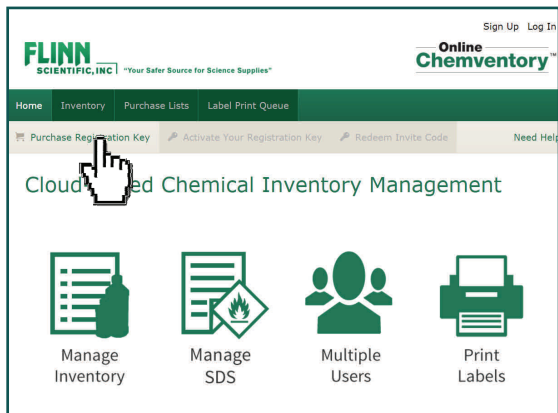 Sign Up Log In
FLINN
SCIENTIFIC, INC "Your Safer Source for Science Supplies"
Online
Chemventory™
Home Inventory Purchase Lists Label Print Queue
Purchase Registration Key Activate Your Registration Key Redeem Invite Code Need Help
Chemical Inventory Management
Manage Inventory
Manage SDS
Multiple Users
Print Labels